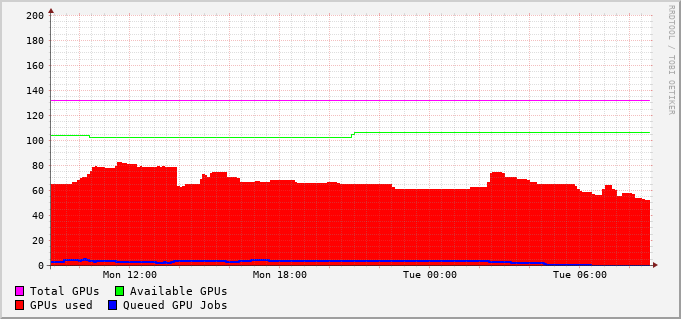 200
180
160
140
120
100
80
60
40
20
0
Mon 12:00 Mon 18:00 Tue 00:00 Tue 06:00
Total GPUs Available GPUs
GPUs used Queued GPU Jobs
RRDTOOL / TOBI OETIKER